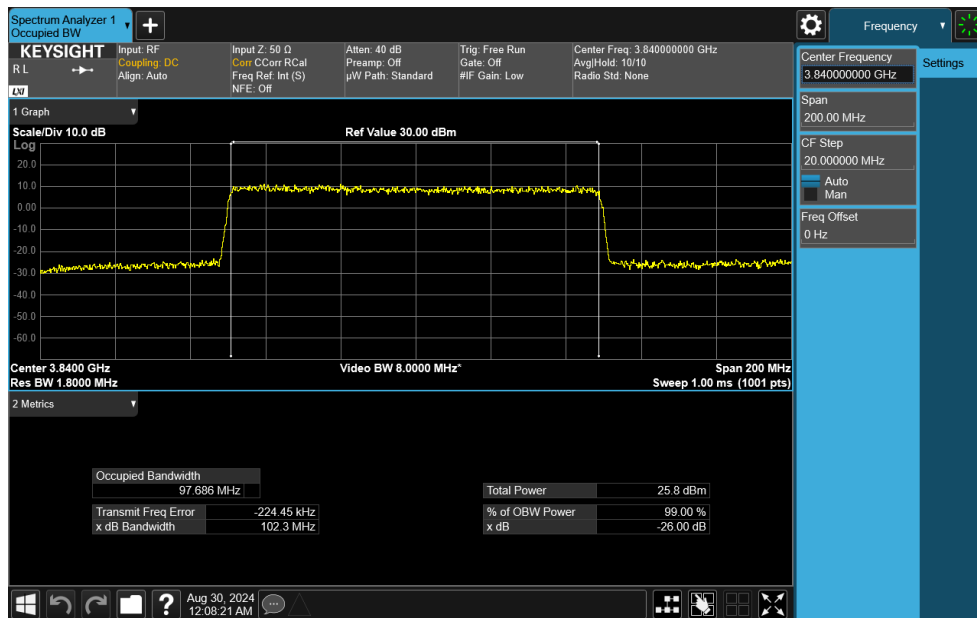 Spectrum Analyzer 1
Occupied BW
Frequency
KEYSIGHT
R L
LXI
Input: RF
Coupling: DC
Align: Auto
Input Z: 50 Ω
Corr CCorr RCal
Freq Ref: Int (S)
NFE: Off
Atten: 40 dB
Preamp: Off
µW Path: Standard
Trig: Free Run
Gate: Off
#IF Gain: Low
Center Freq: 3.840000000 GHz
Avg|Hold: 10/10
Radio Std: None
Center Frequency
3.840000000 GHz
Settings
Span
200.00 MHz
CF Step
20.000000 MHz
Auto
Man
Freq Offset
0 Hz
1 Graph
Scale/Div 10.0 dB
Ref Value 30.00 dBm
Log
20.0
10.0
0.00
-10.0
-20.0
-30.0
-40.0
-50.0
-60.0
Center 3.8400 GHz
Video BW 8.0000 MHz*
Span 200 MHz
Res BW 1.8000 MHz
Sweep 1.00 ms (1001 pts)
2 Metrics
Occupied Bandwidth
97.686 MHz
Total Power 25.8 dBm
Transmit Freq Error -224.45 kHz
% of OBW Power 99.00 %
x dB Bandwidth 102.3 MHz
x dB -26.00 dB
Aug 30, 2024
12:08:21 AM